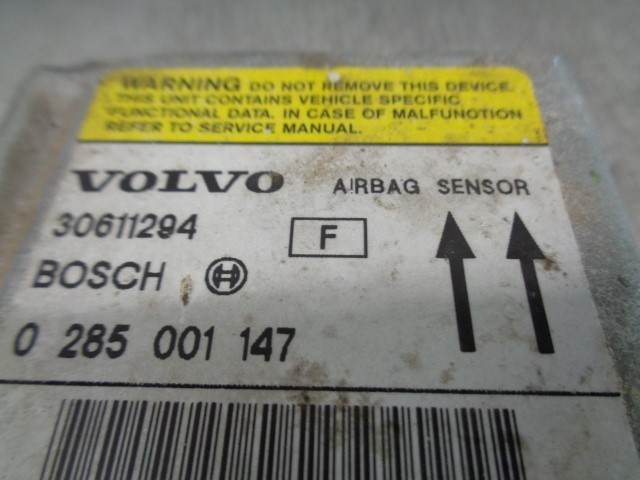 WARNING DO NOT REMOVE THIS DEVICE.
THIS UNIT CONTAINS VEHICLE SPECIFIC
FUNCTIONAL DATA. IN CASE OF MALFUNCTION
REFER TO SERVICE MANUAL.
VOLVO AIRBAG SENSOR
30611294 F
BOSCH
0 285 001 147